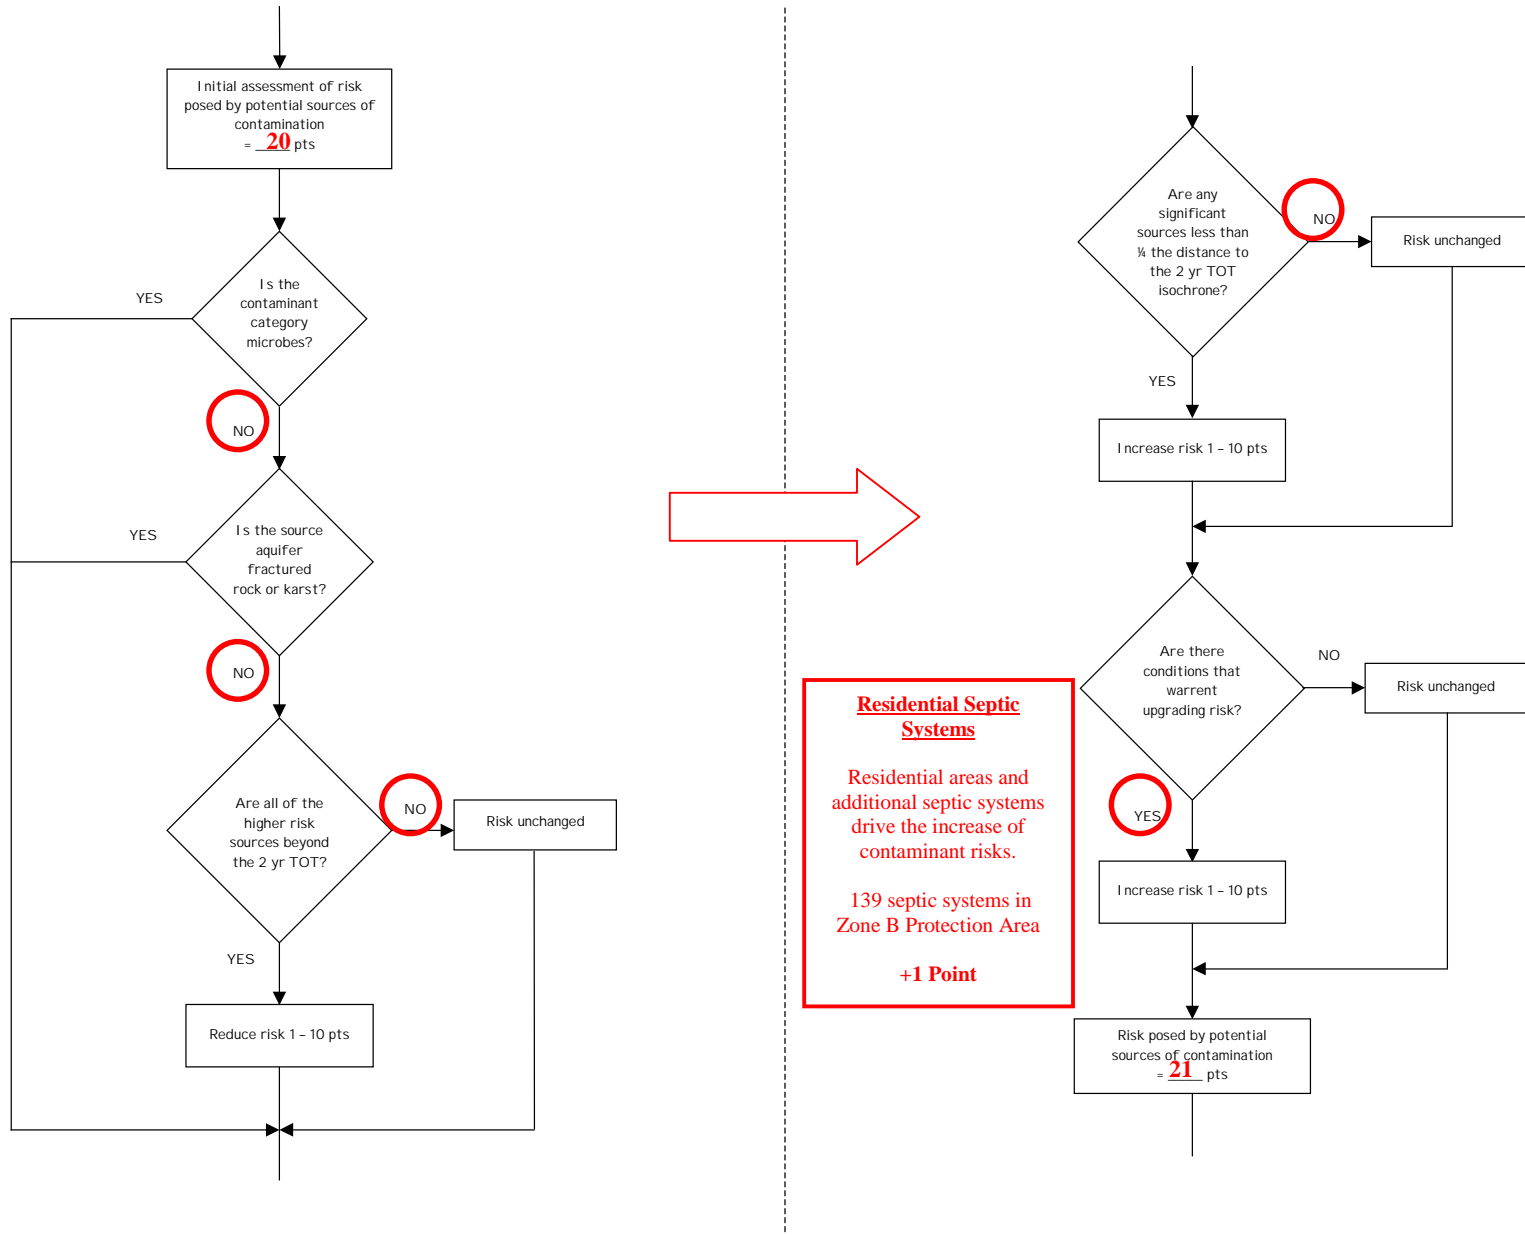 Initial assessment of risk
posed by potential sources of
contamination
= 20 pts
Is the
contaminant
category
microbes?
YES
NO
Is the source
aquifer
fractured
rock or karst?
YES
NO
Are all of the
higher risk
sources beyond
the 2 yr TOT?
NO
Risk unchanged
YES
Reduce risk 1 – 10 pts
Are any
significant
sources less than
¼ the distance to
the 2 yr TOT
isochrone?
NO
Risk unchanged
YES
Increase risk 1 – 10 pts
Are there
conditions that
warrent
upgrading risk?
NO
Risk unchanged
YES
Residential Septic
Systems
Residential areas and
additional septic systems
drive the increase of
contaminant risks.
139 septic systems in
Zone B Protection Area
+1 Point
Increase risk 1 – 10 pts
Risk posed by potential
sources of contamination
= 21 pts